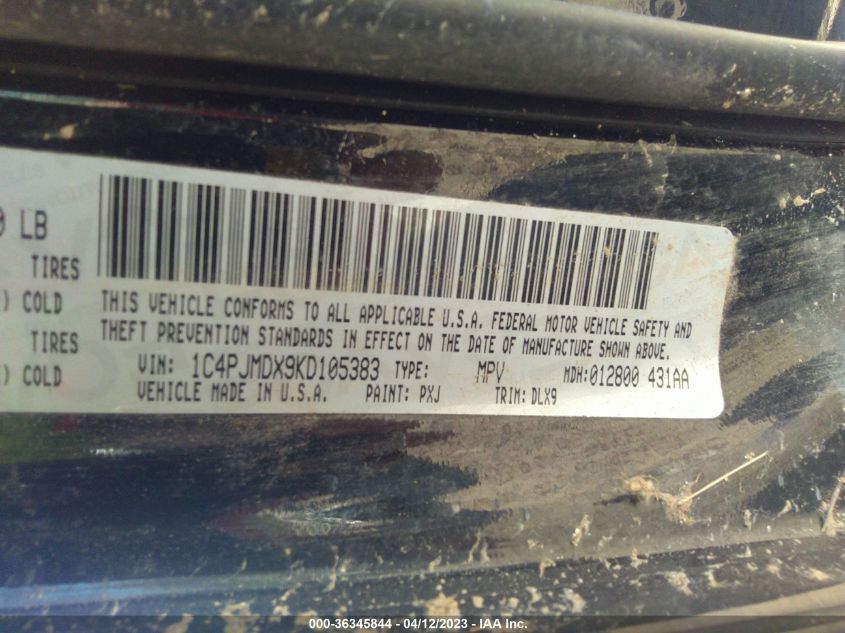 0 LB
TIRES
) COLD
TIRES
) COLD
THIS VEHICLE CONFORMS TO ALL APPLICABLE U.S.A. FEDERAL MOTOR VEHICLE SAFETY AND
THEFT PREVENTION STANDARDS IN EFFECT ON THE DATE OF MANUFACTURE SHOWN ABOVE.
VIN: 1C4PJMDX9KD105383 TYPE: MPV MDH:012800 431AA
VEHICLE MADE IN U.S.A. PAINT: PXJ TRIM: DLX9
000-36345844 - 04/12/2023 - IAA Inc.